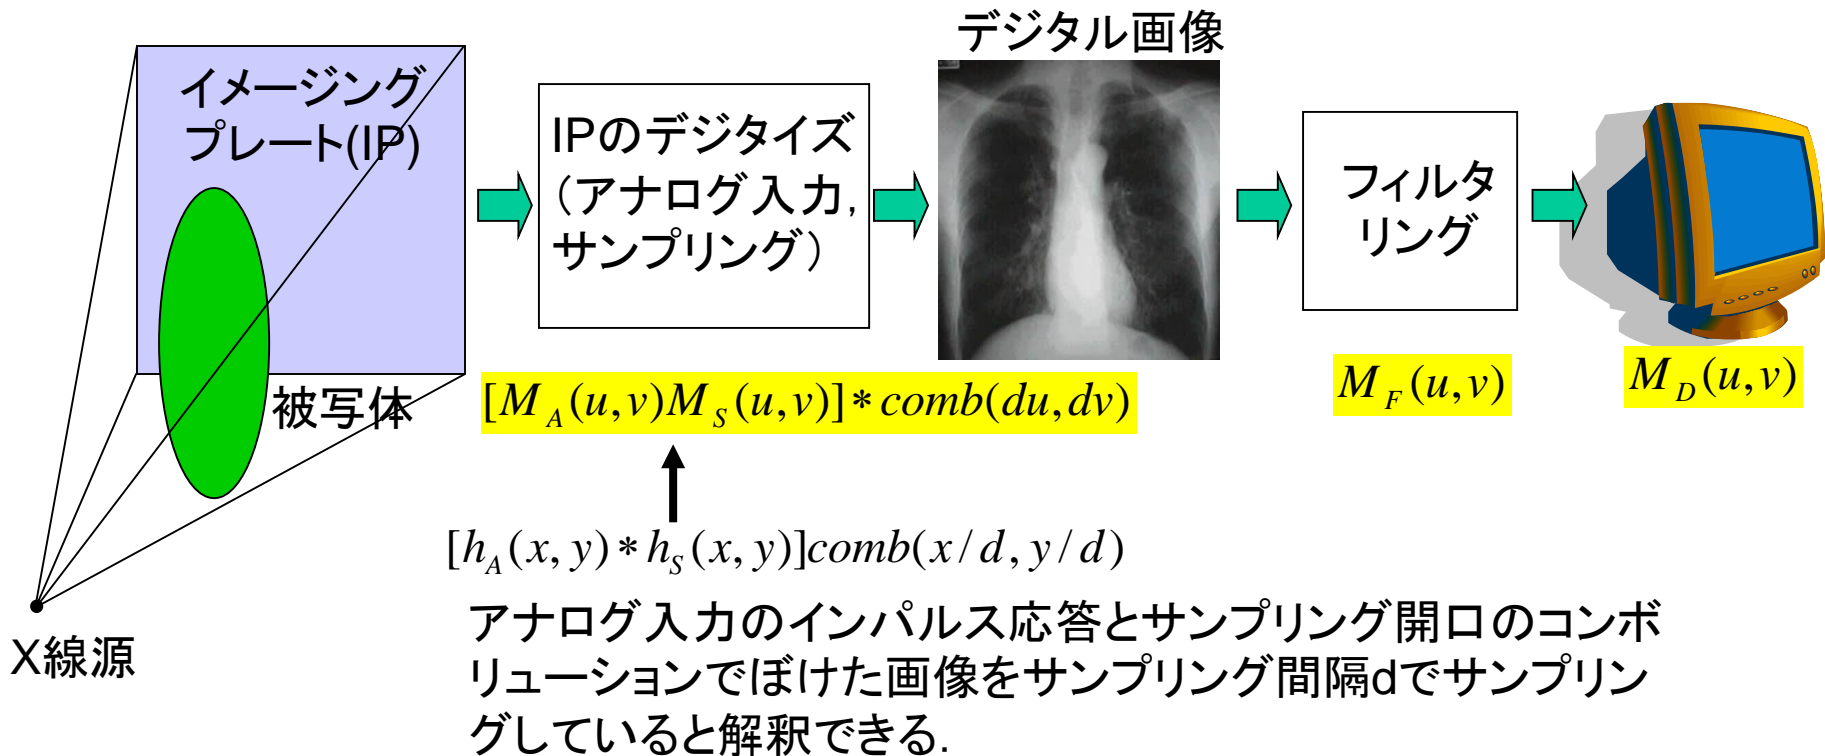 デジタル画像
イメージング
プレート(IP)
IPのデジタイズ
（アナログ入力,
サンプリング）
フィルタ
リング
被写体
[M_A(u,v)M_S(u,v)]*comb(du,dv)
M_F(u,v)
M_D(u,v)
[h_A(x,y)*h_S(x,y)]comb(x/d,y/d)
X線源
アナログ入力のインパルス応答とサンプリング開口のコンボ
リューションでぼけた画像をサンプリング間隔dでサンプリン
グしていると解釈できる.